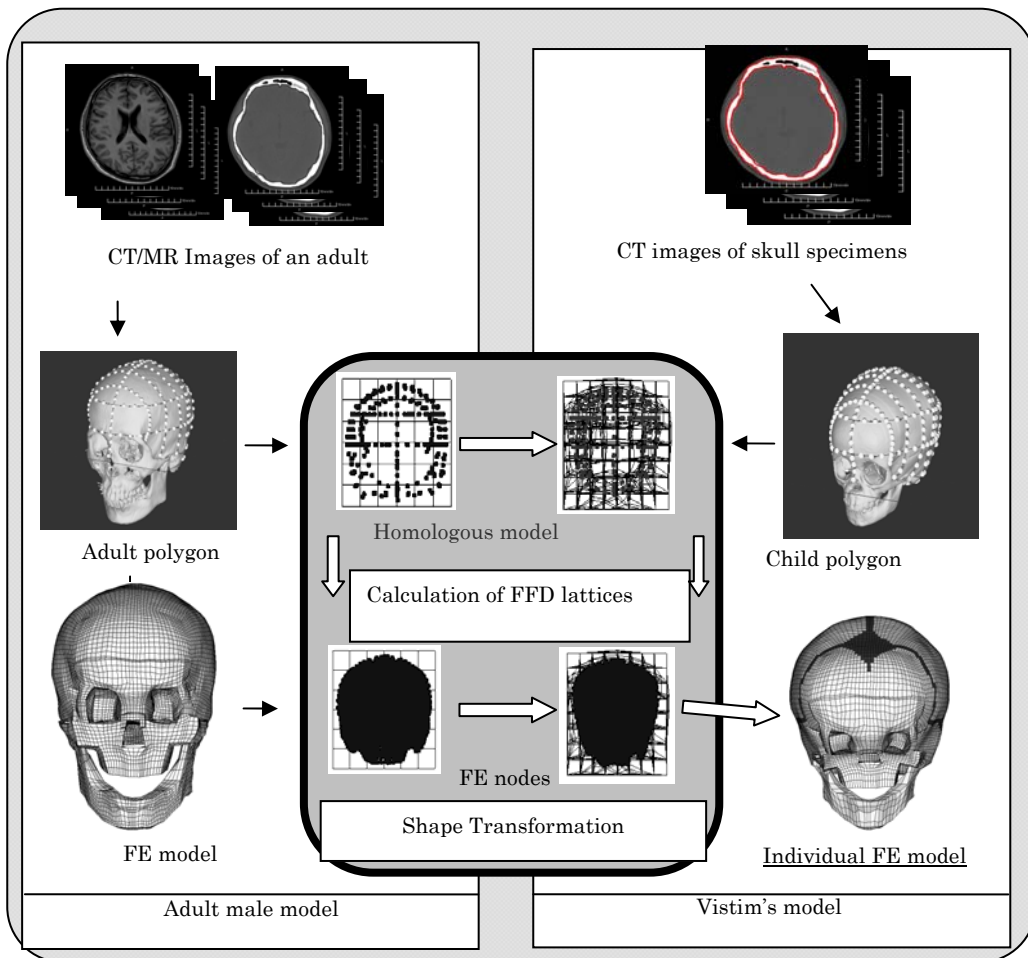 CT/MR Images of an adult
CT images of skull specimens
Adult polygon
Homologous model
Child polygon
Calculation of FFD lattices
FE nodes
Shape Transformation
FE model
Individual FE model
Adult male model
Vistim's model